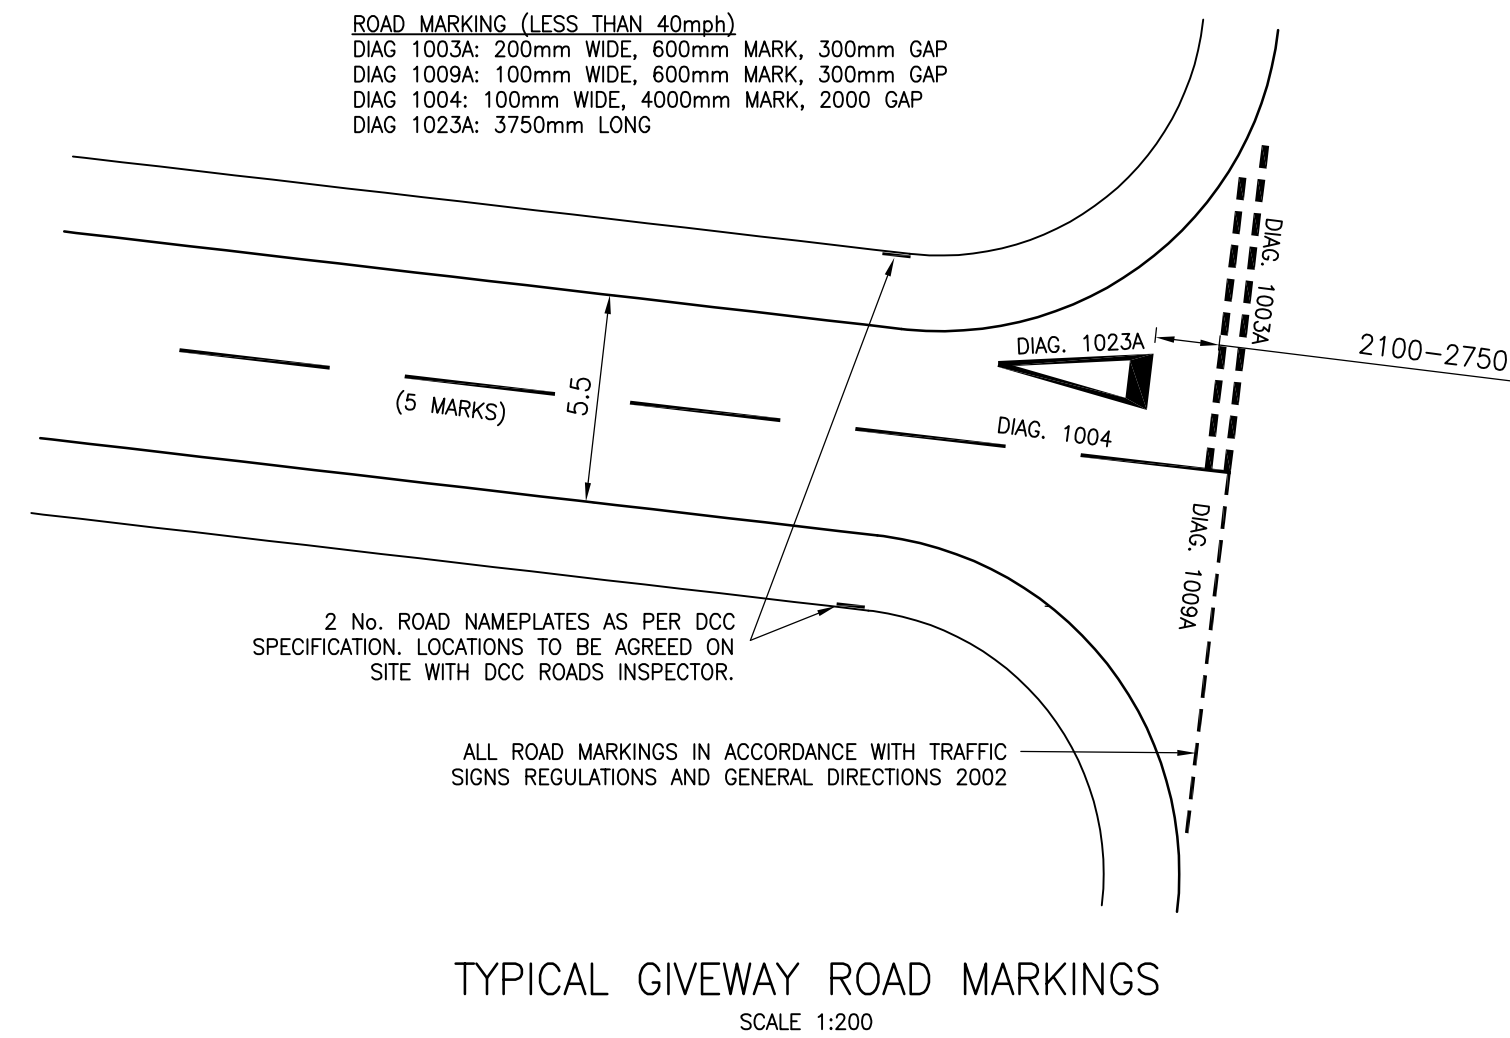 ROAD MARKING (LESS THAN 40mph)
DIAG 1003A: 200mm WIDE, 600mm MARK, 300mm GAP
DIAG 1009A: 100mm WIDE, 600mm MARK, 300mm GAP
DIAG 1004: 100mm WIDE, 4000mm MARK, 2000 GAP
DIAG 1023A: 3750mm LONG
DIAG. 1003A
DIAG. 1023A
2100-2750
(5 MARKS)
5.5
DIAG. 1004
DIAG. 1009A
2 No. ROAD NAMEPLATES AS PER DCC
SPECIFICATION. LOCATIONS TO BE AGREED ON
SITE WITH DCC ROADS INSPECTOR.
ALL ROAD MARKINGS IN ACCORDANCE WITH TRAFFIC
SIGNS REGULATIONS AND GENERAL DIRECTIONS 2002
TYPICAL GIVEWAY ROAD MARKINGS
SCALE 1:200